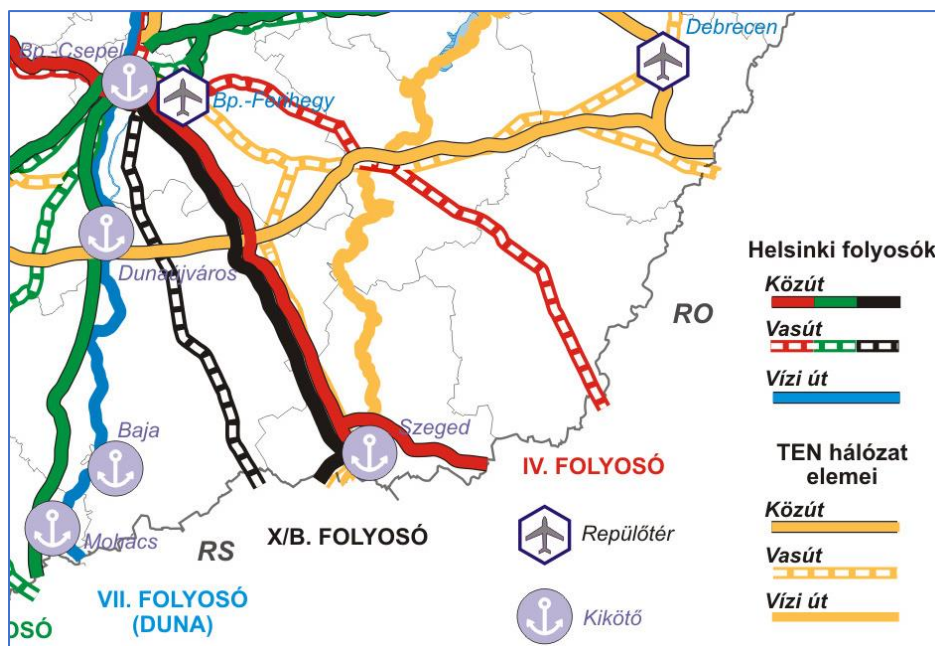 Debrecen
Bp.-Csepel
Bp.-Ferihegy
Dunaújváros
Helsinki folyosók
Közút
Vasút
Vízi út
RO
Baja
Szeged
Mohács
RS
IV. FOLYOSÓ
X/B. FOLYOSÓ
VII. FOLYOSÓ
(DUNA)
OSÓ
Repülőtér
Kikötő
TEN hálózat
elemei
Közút
Vasút
Vízi út